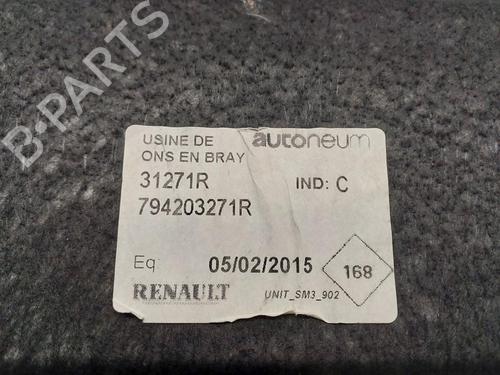 B-PARTS
USINE DE
ONS EN BRAY
autoneum
31271R
IND: C
794203271R
Eq
05/02/2015
168
RENAULT
UNIT_SM3_902